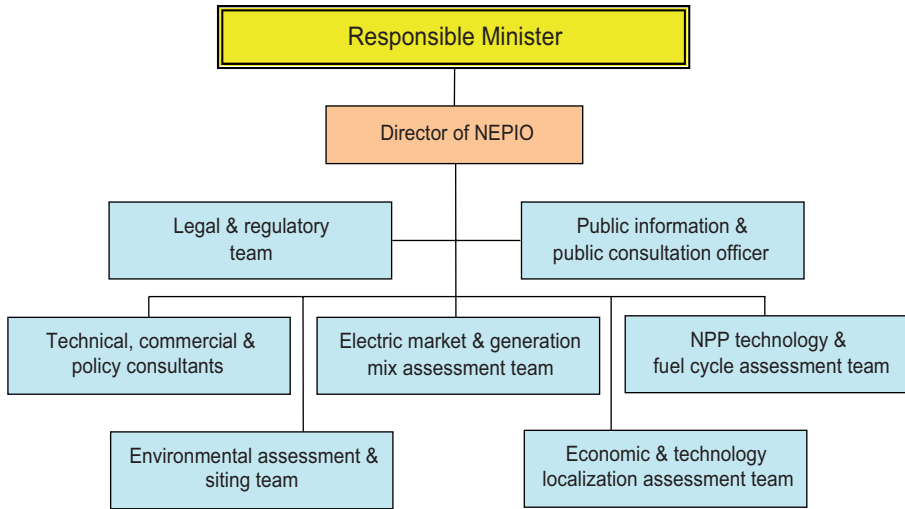 Responsible Minister
Director of NEPIO
Legal & regulatory
team
Public information &
public consultation officer
Technical, commercial &
policy consultants
Electric market & generation
mix assessment team
NPP technology &
fuel cycle assessment team
Environmental assessment &
siting team
Economic & technology
localization assessment team